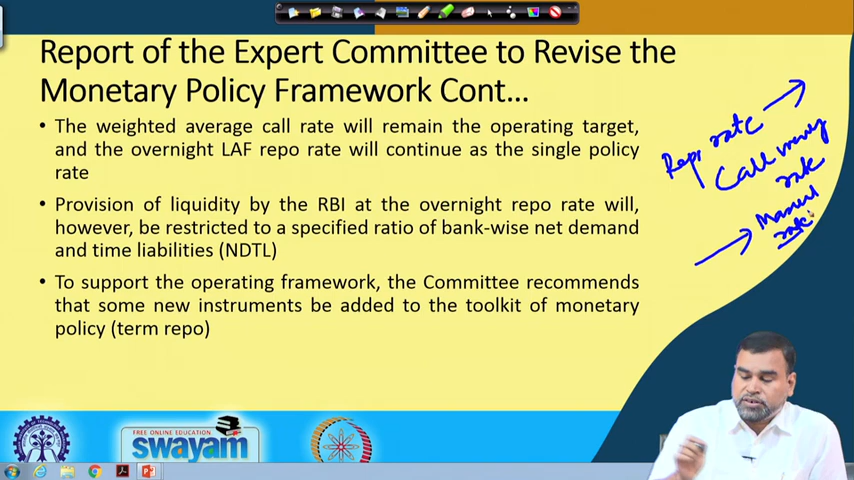 Report of the Expert Committee to Revise the
Monetary Policy Framework Cont...
• The weighted average call rate will remain the operating target,
and the overnight LAF repo rate will continue as the single policy
rate
• Provision of liquidity by the RBI at the overnight repo rate will,
however, be restricted to a specified ratio of bank-wise net demand
and time liabilities (NDTL)
• To support the operating framework, the Committee recommends
that some new instruments be added to the toolkit of monetary
policy (term repo)
Repo rate
Call money
rate
rate
FREE ONLINE EDUCATION
swayam